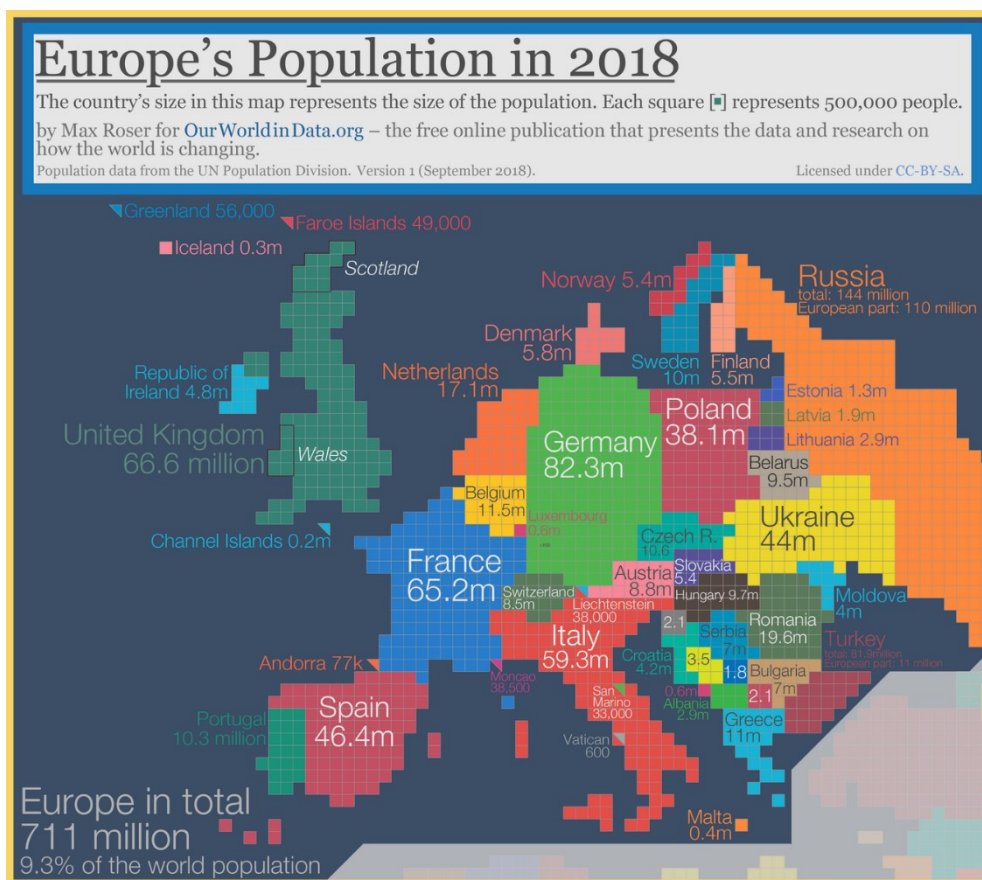 Europe's Population in 2018
The country's size in this map represents the size of the population. Each square [▪] represents 500,000 people.
by Max Roser for OurWorldinData.org – the free online publication that presents the data and research on
how the world is changing.
Population data from the UN Population Division. Version 1 (September 2018).
Licensed under CC-BY-SA.
Greenland 56,000
Faroe Islands 49,000
Iceland 0.3m
Scotland
Norway 5.4m
Russia
total: 144 million
European part: 110 million
Denmark
5.8m
Sweden
10m
Finland
5.5m
Republic of
Ireland 4.8m
Netherlands
17.1m
Estonia 1.3m
Latvia 1.9m
Lithuania 2.9m
Poland
38.1m
Germany
82.3m
United Kingdom
66.6 million
Wales
Belarus
9.5m
Belgium
11.5m
Luxembourg
0.6m
Ukraine
44m
Channel Islands 0.2m
Czech R.
10.6
France
65.2m
Slovakia
5.4
Austria
8.8m
Switzerland
8.5m
Liechtenstein
38,000
Hungary 9.7m
Moldova
4m
Romania
19.6m
Italy
59.3m
2.1
Serbia
7m
Croatia
4.2m
3.5
1.8
Turkey
total: 81.9million
European part: 11 million
Bulgaria
7m
Andorra 77k
Moncao
38,500
San
Marino
33,000
0.6m
Albania
2.9m
2.1
Spain
46.4m
Portugal
10.3 million
Greece
11m
Vatican
600
Malta
0.4m
Europe in total
711 million
9.3% of the world population